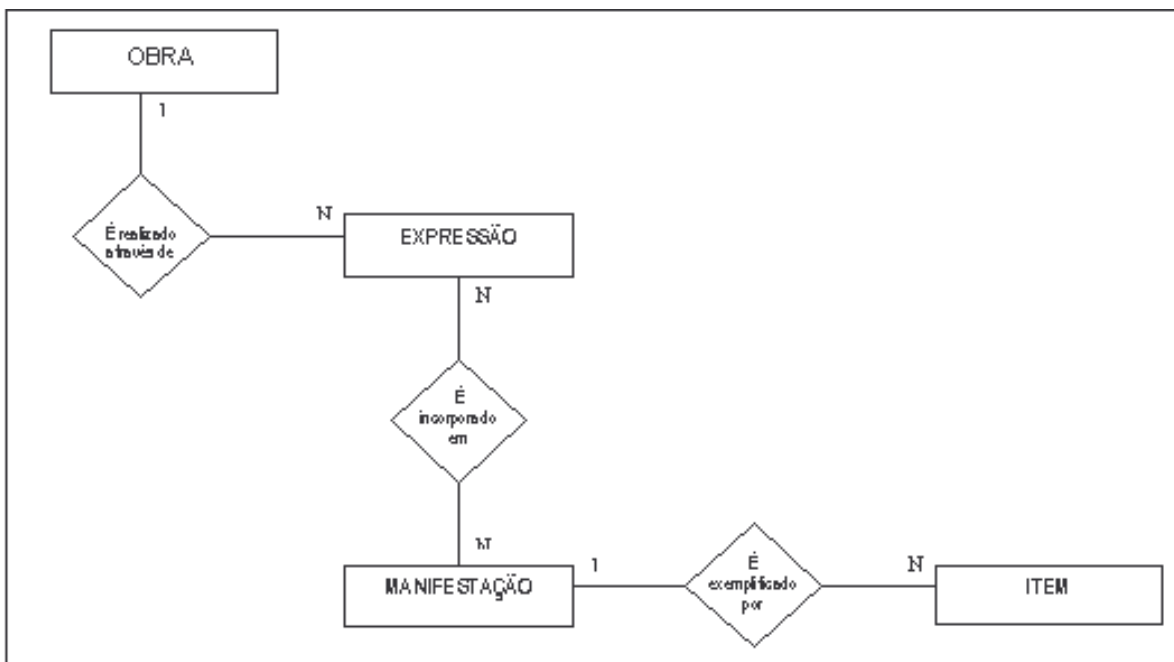 OBRA
1
É realizado
através de
N
EXPRESSÃO
N
É
incorporado
em
N
MANIFESTAÇÃO
1
É
exemplificado
por
N
ITEM